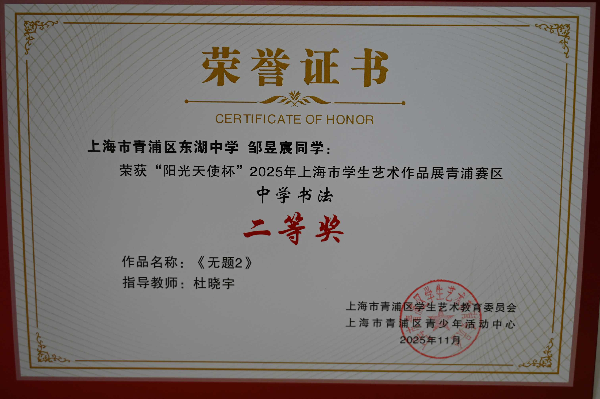 荣誉证书
CERTIFICATE OF HONOR
上海市青浦区东湖中学 邹昱宸同学：
荣获“阳光天使杯”2025年上海市学生艺术作品展青浦赛区
中学书法
二等奖
作品名称：《无题2》
指导教师：杜晓宇
上海市青浦区学生艺术教育委员会
上海市青浦区青少年活动中心
2025年11月